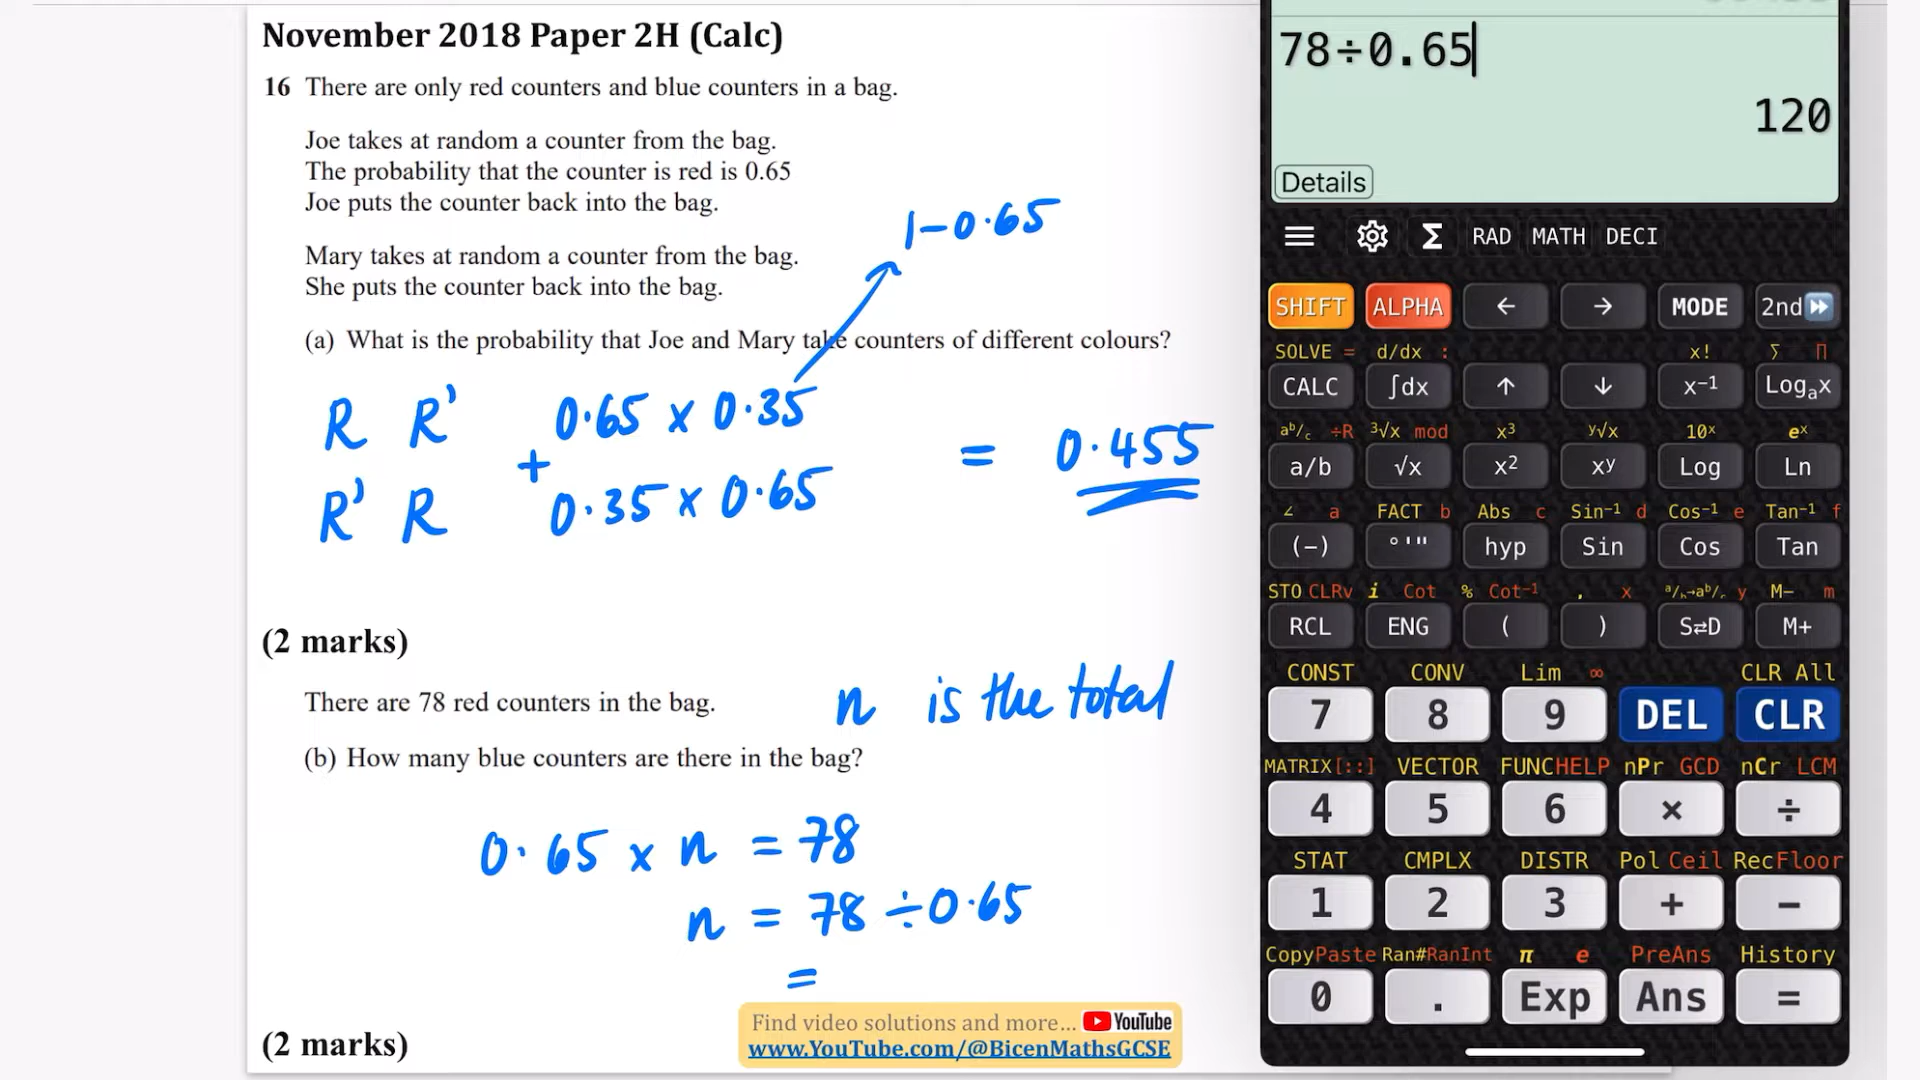 November 2018 Paper 2H (Calc)
16 There are only red counters and blue counters in a bag.
Joe takes at random a counter from the bag.
The probability that the counter is red is 0.65
Joe puts the counter back into the bag.
1-0.65
Mary takes at random a counter from the bag.
She puts the counter back into the bag.
(a) What is the probability that Joe and Mary take counters of different colours?
R R' 0.65 x 0.35
+ = 0.455
R' R 0.35 x 0.65
(2 marks)
There are 78 red counters in the bag.
n is the total
(b) How many blue counters are there in the bag?
0.65 x n = 78
n = 78 ÷ 0.65
=
(2 marks)
Find video solutions and more... YouTube
www.YouTube.com/@BicenMathsGCSE
78÷0.65
120
Details
RAD MATH DECI
SHIFT ALPHA ← → MODE 2nd
SOLVE = d/dx : x! ∑ ∏
CALC ∫dx ↑ ↓ x⁻¹ Logₐx
aᵇ/c ÷R ³√x mod x³ ʸ√x 10ˣ eˣ
a/b √x x² xʸ Log Ln
∠ a FACT b Abs c Sin⁻¹ d Cos⁻¹ e Tan⁻¹ f
(−) °'" hyp Sin Cos Tan
STO CLRv i Cot % Cot⁻¹ , x y M− m
RCL ENG ( ) S⇄D M+
CONST CONV Lim ∞ CLR All
7 8 9 DEL CLR
MATRIX[::] VECTOR FUNC HELP nPr GCD nCr LCM
4 5 6 × ÷
STAT CMPLX DISTR Pol Ceil Rec Floor
1 2 3 + −
Copy Paste Ran# RanInt π e PreAns History
0 . Exp Ans =